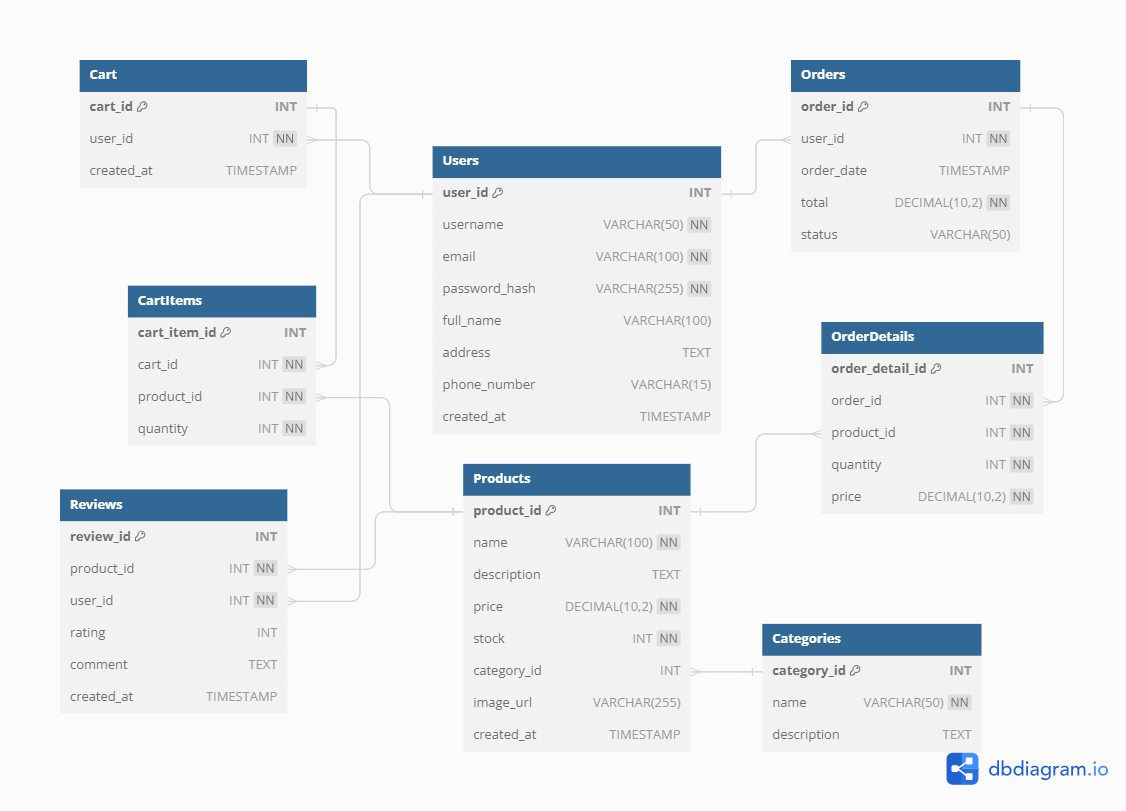 Cart
cart_id INT
user_id INT NN
created_at TIMESTAMP
Users
user_id INT
username VARCHAR(50) NN
email VARCHAR(100) NN
password_hash VARCHAR(255) NN
full_name VARCHAR(100)
address TEXT
phone_number VARCHAR(15)
created_at TIMESTAMP
Orders
order_id INT
user_id INT NN
order_date TIMESTAMP
total DECIMAL(10,2) NN
status VARCHAR(50)
CartItems
cart_item_id INT
cart_id INT NN
product_id INT NN
quantity INT NN
OrderDetails
order_detail_id INT
order_id INT NN
product_id INT NN
quantity INT NN
price DECIMAL(10,2) NN
Reviews
review_id INT
product_id INT NN
user_id INT NN
rating INT
comment TEXT
created_at TIMESTAMP
Products
product_id INT
name VARCHAR(100) NN
description TEXT
price DECIMAL(10,2) NN
stock INT NN
category_id INT
image_url VARCHAR(255)
created_at TIMESTAMP
Categories
category_id INT
name VARCHAR(50) NN
description TEXT
dbdiagram.io